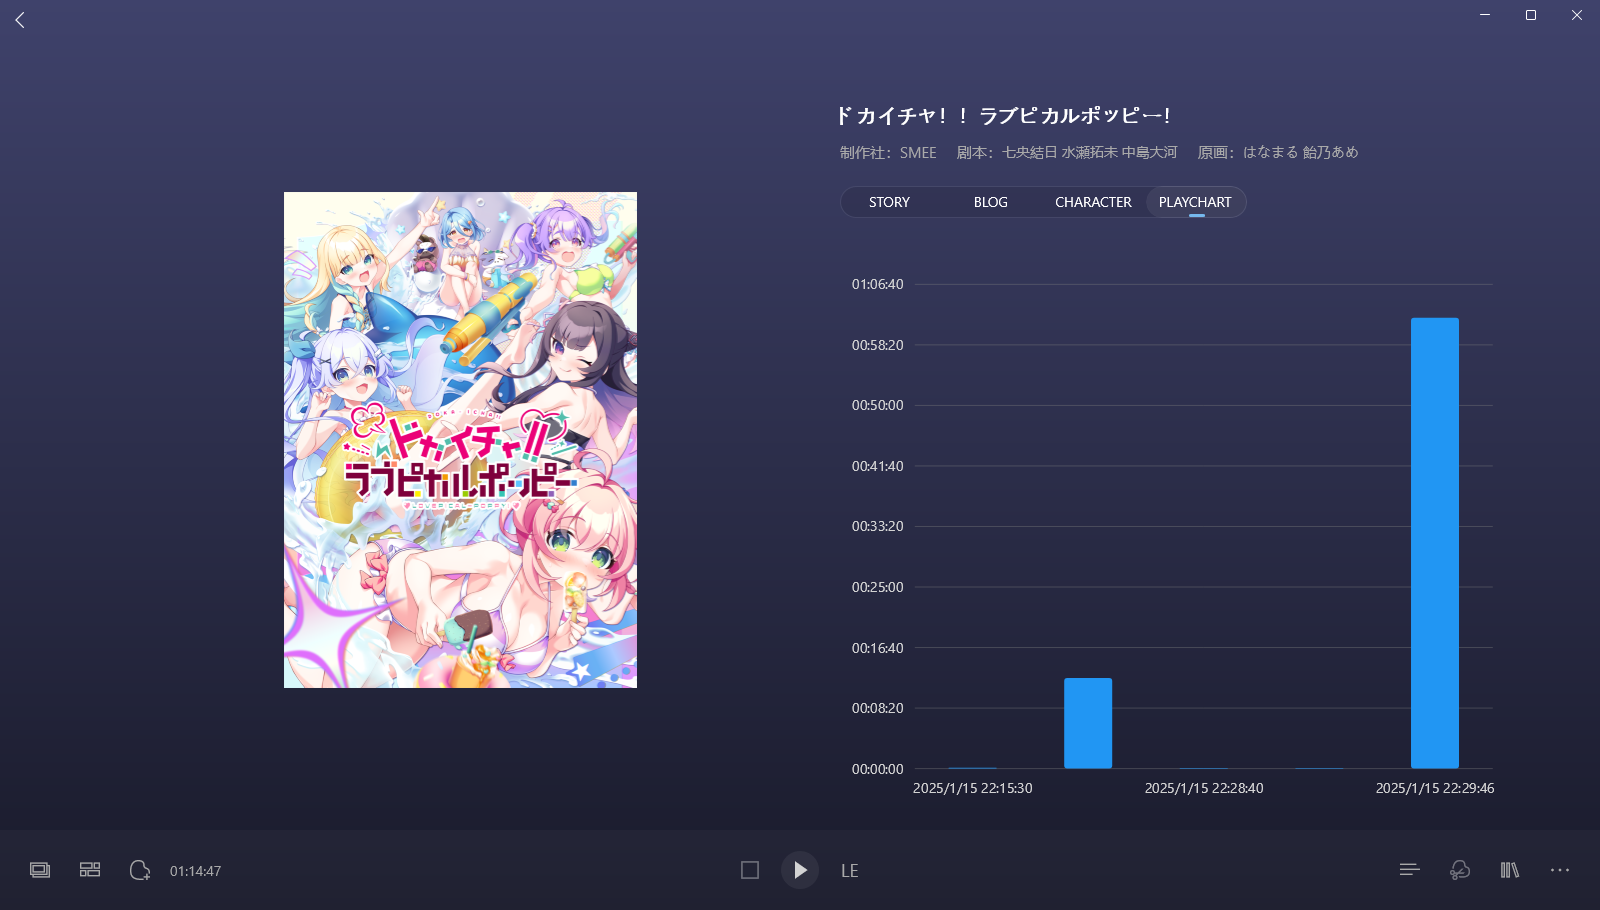 ドカイチャ！！ ラブピカルポッピー！
制作社：SMEE 剧本：七央結日 水瀬拓未 中島大河 原画：はなまる 飴乃あめ
STORY BLOG CHARACTER PLAYCHART
DOKA-ICHA!!
ドカイチャ!!
ラブピカルポッピー
LOVEPICAL-POPPY!
01:06:40
00:58:20
00:50:00
00:41:40
00:33:20
00:25:00
00:16:40
00:08:20
00:00:00
2025/1/15 22:15:30 2025/1/15 22:28:40 2025/1/15 22:29:46
01:14:47 LE